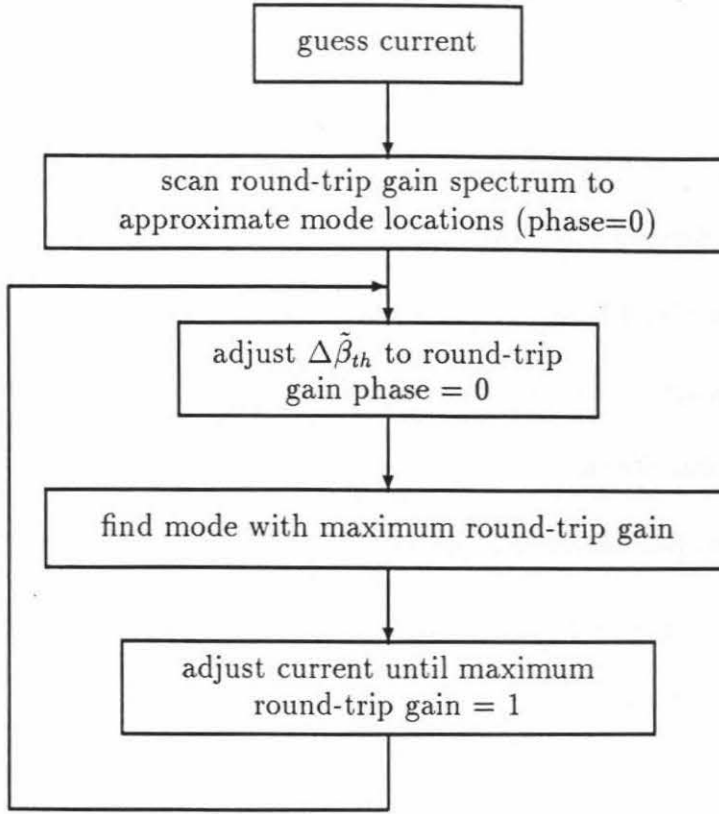 guess current
scan round-trip gain spectrum to
approximate mode locations (phase=0)
adjust Δβ̃th to round-trip
gain phase = 0
find mode with maximum round-trip gain
adjust current until maximum
round-trip gain = 1